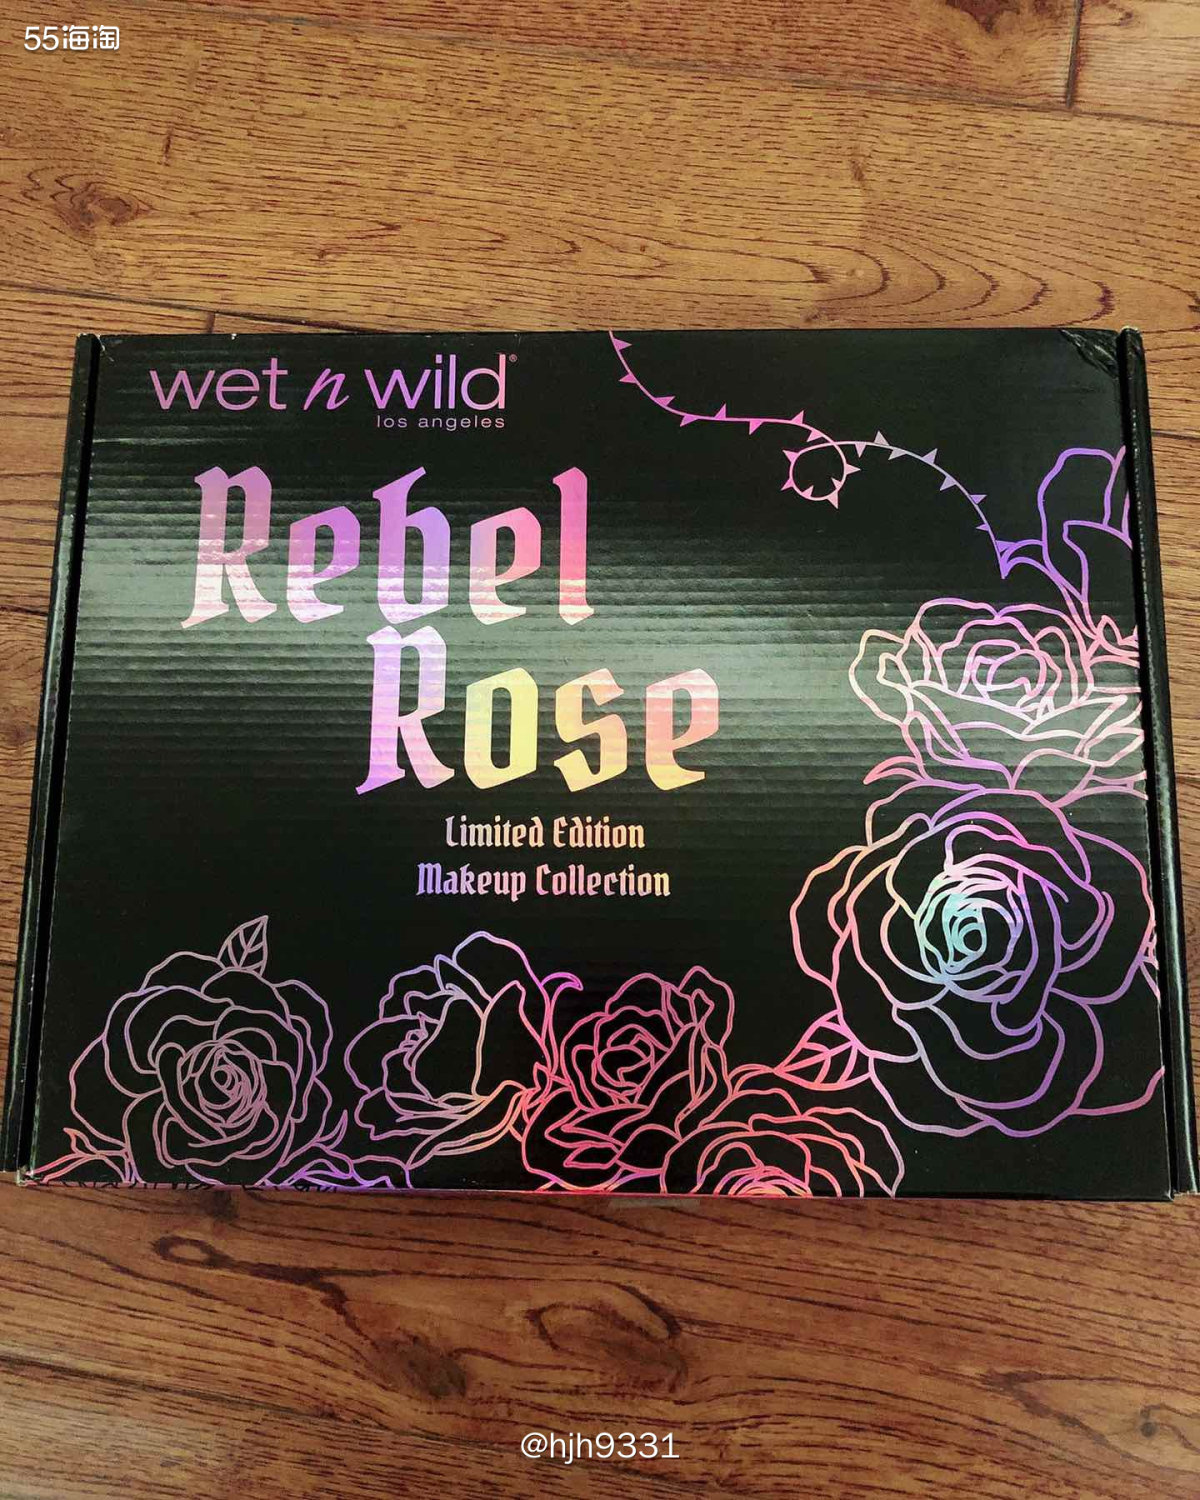 55海淘
wet n wild®
los angeles
Rebel
Rose
Limited Edition
Makeup Collection
@hjh9331